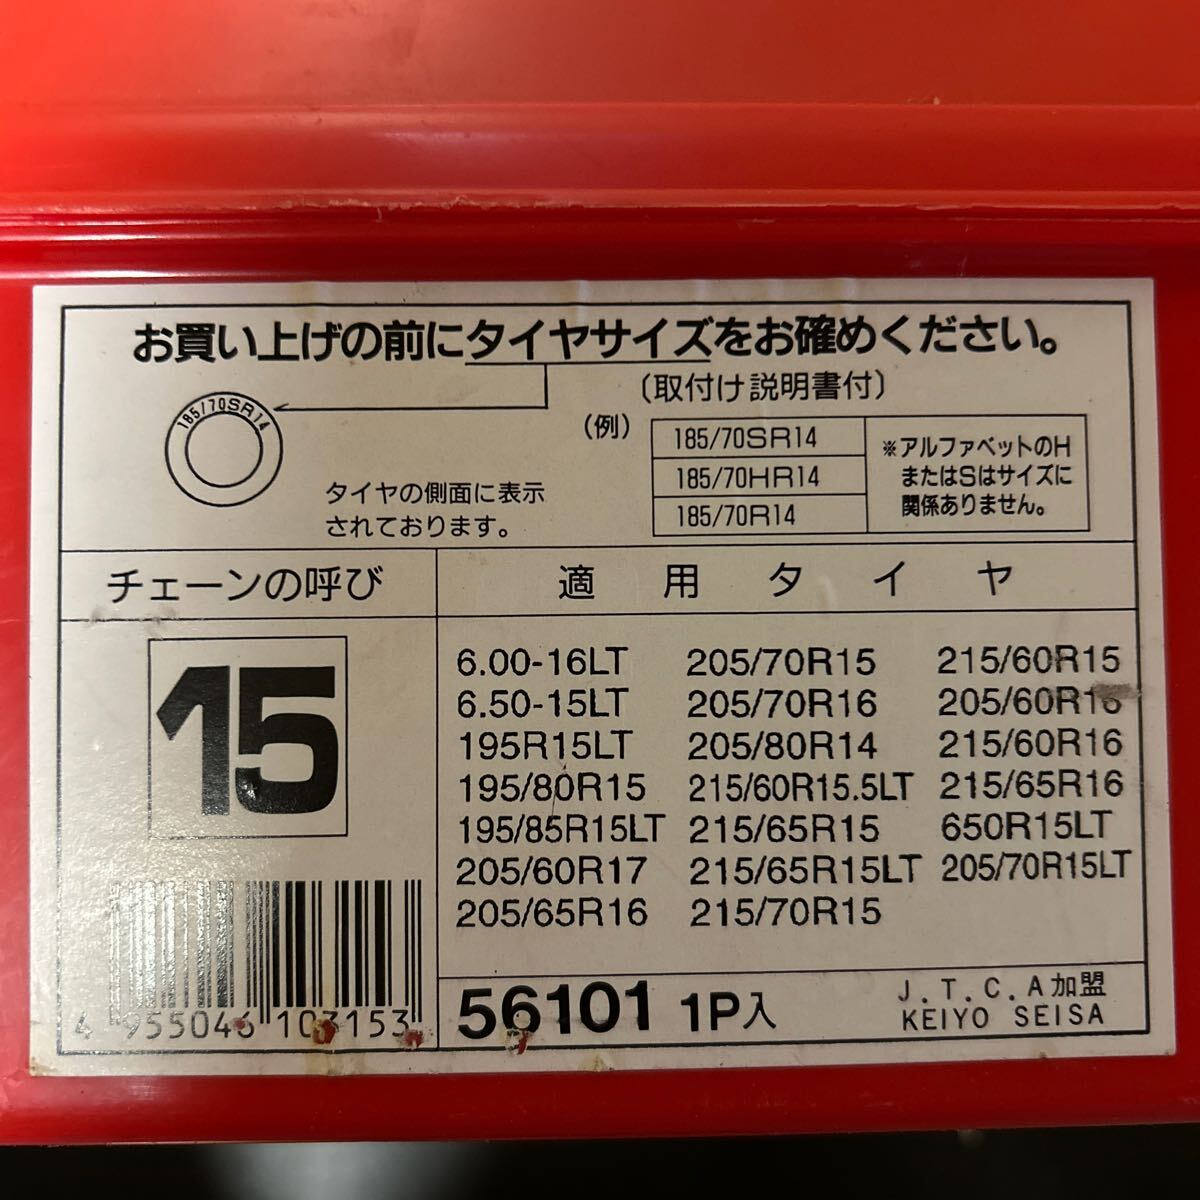 お買い上げの前にタイヤサイズをお確めください。
(取付け説明書付)
185/70SR14
タイヤの側面に表示
されております。
(例)
185/70SR14
185/70HR14
185/70R14
※アルファベットのH
またはSはサイズに
関係ありません。
チェーンの呼び
適用タイヤ
15
6.00-16LT 205/70R15 215/60R15
6.50-15LT 205/70R16 205/60R16
195R15LT 205/80R14 215/60R16
195/80R15 215/60R15.5LT 215/65R16
195/85R15LT 215/65R15 650R15LT
205/60R17 215/65R15LT 205/70R15LT
205/65R16 215/70R15
4 955046 103153
56101 1P入
J.T.C.A加盟
KEIYO SEISA